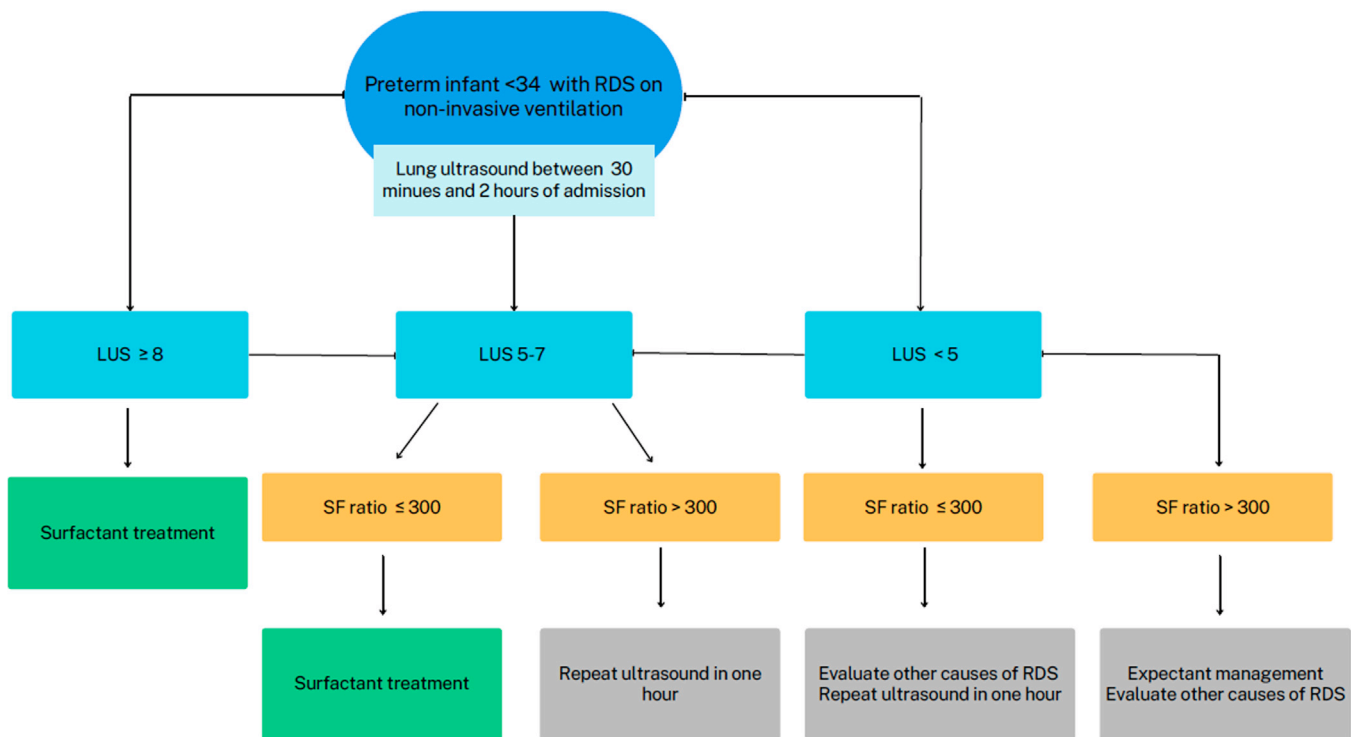 Preterm infant <34 with RDS on
non-invasive ventilation
Lung ultrasound between 30
minues and 2 hours of admission
LUS ≥ 8
LUS 5-7
LUS < 5
Surfactant treatment
SF ratio ≤ 300
SF ratio > 300
SF ratio ≤ 300
SF ratio > 300
Surfactant treatment
Repeat ultrasound in one
hour
Evaluate other causes of RDS
Repeat ultrasound in one hour
Expectant management
Evaluate other causes of RDS